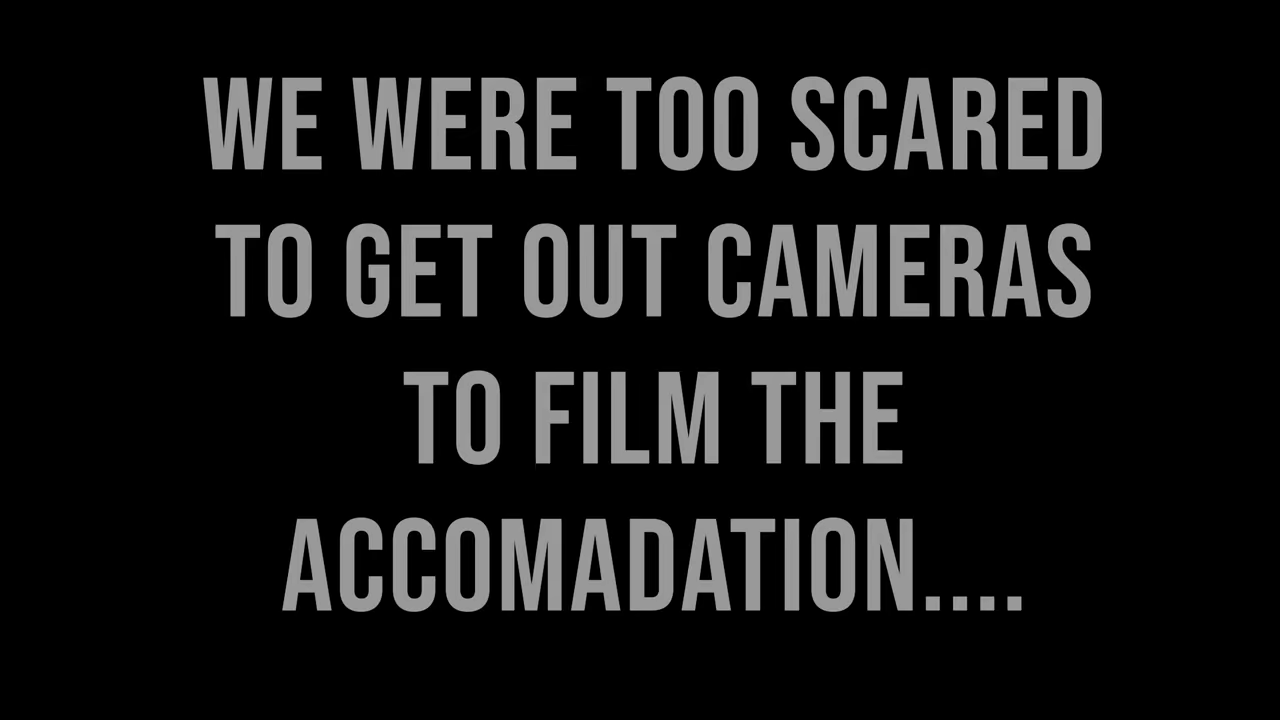 WE WERE TOO SCARED
TO GET OUT CAMERAS
TO FILM THE
ACCOMADATION....